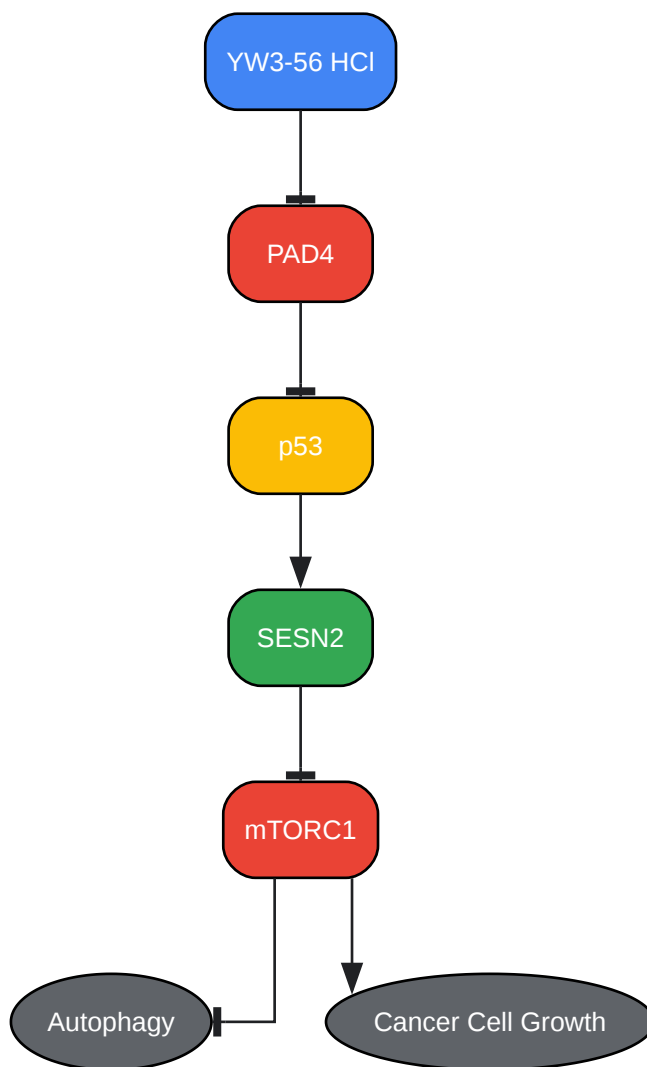 YW3-56 HCl
PAD4
p53
SESN2
mTORC1
Autophagy
Cancer Cell Growth